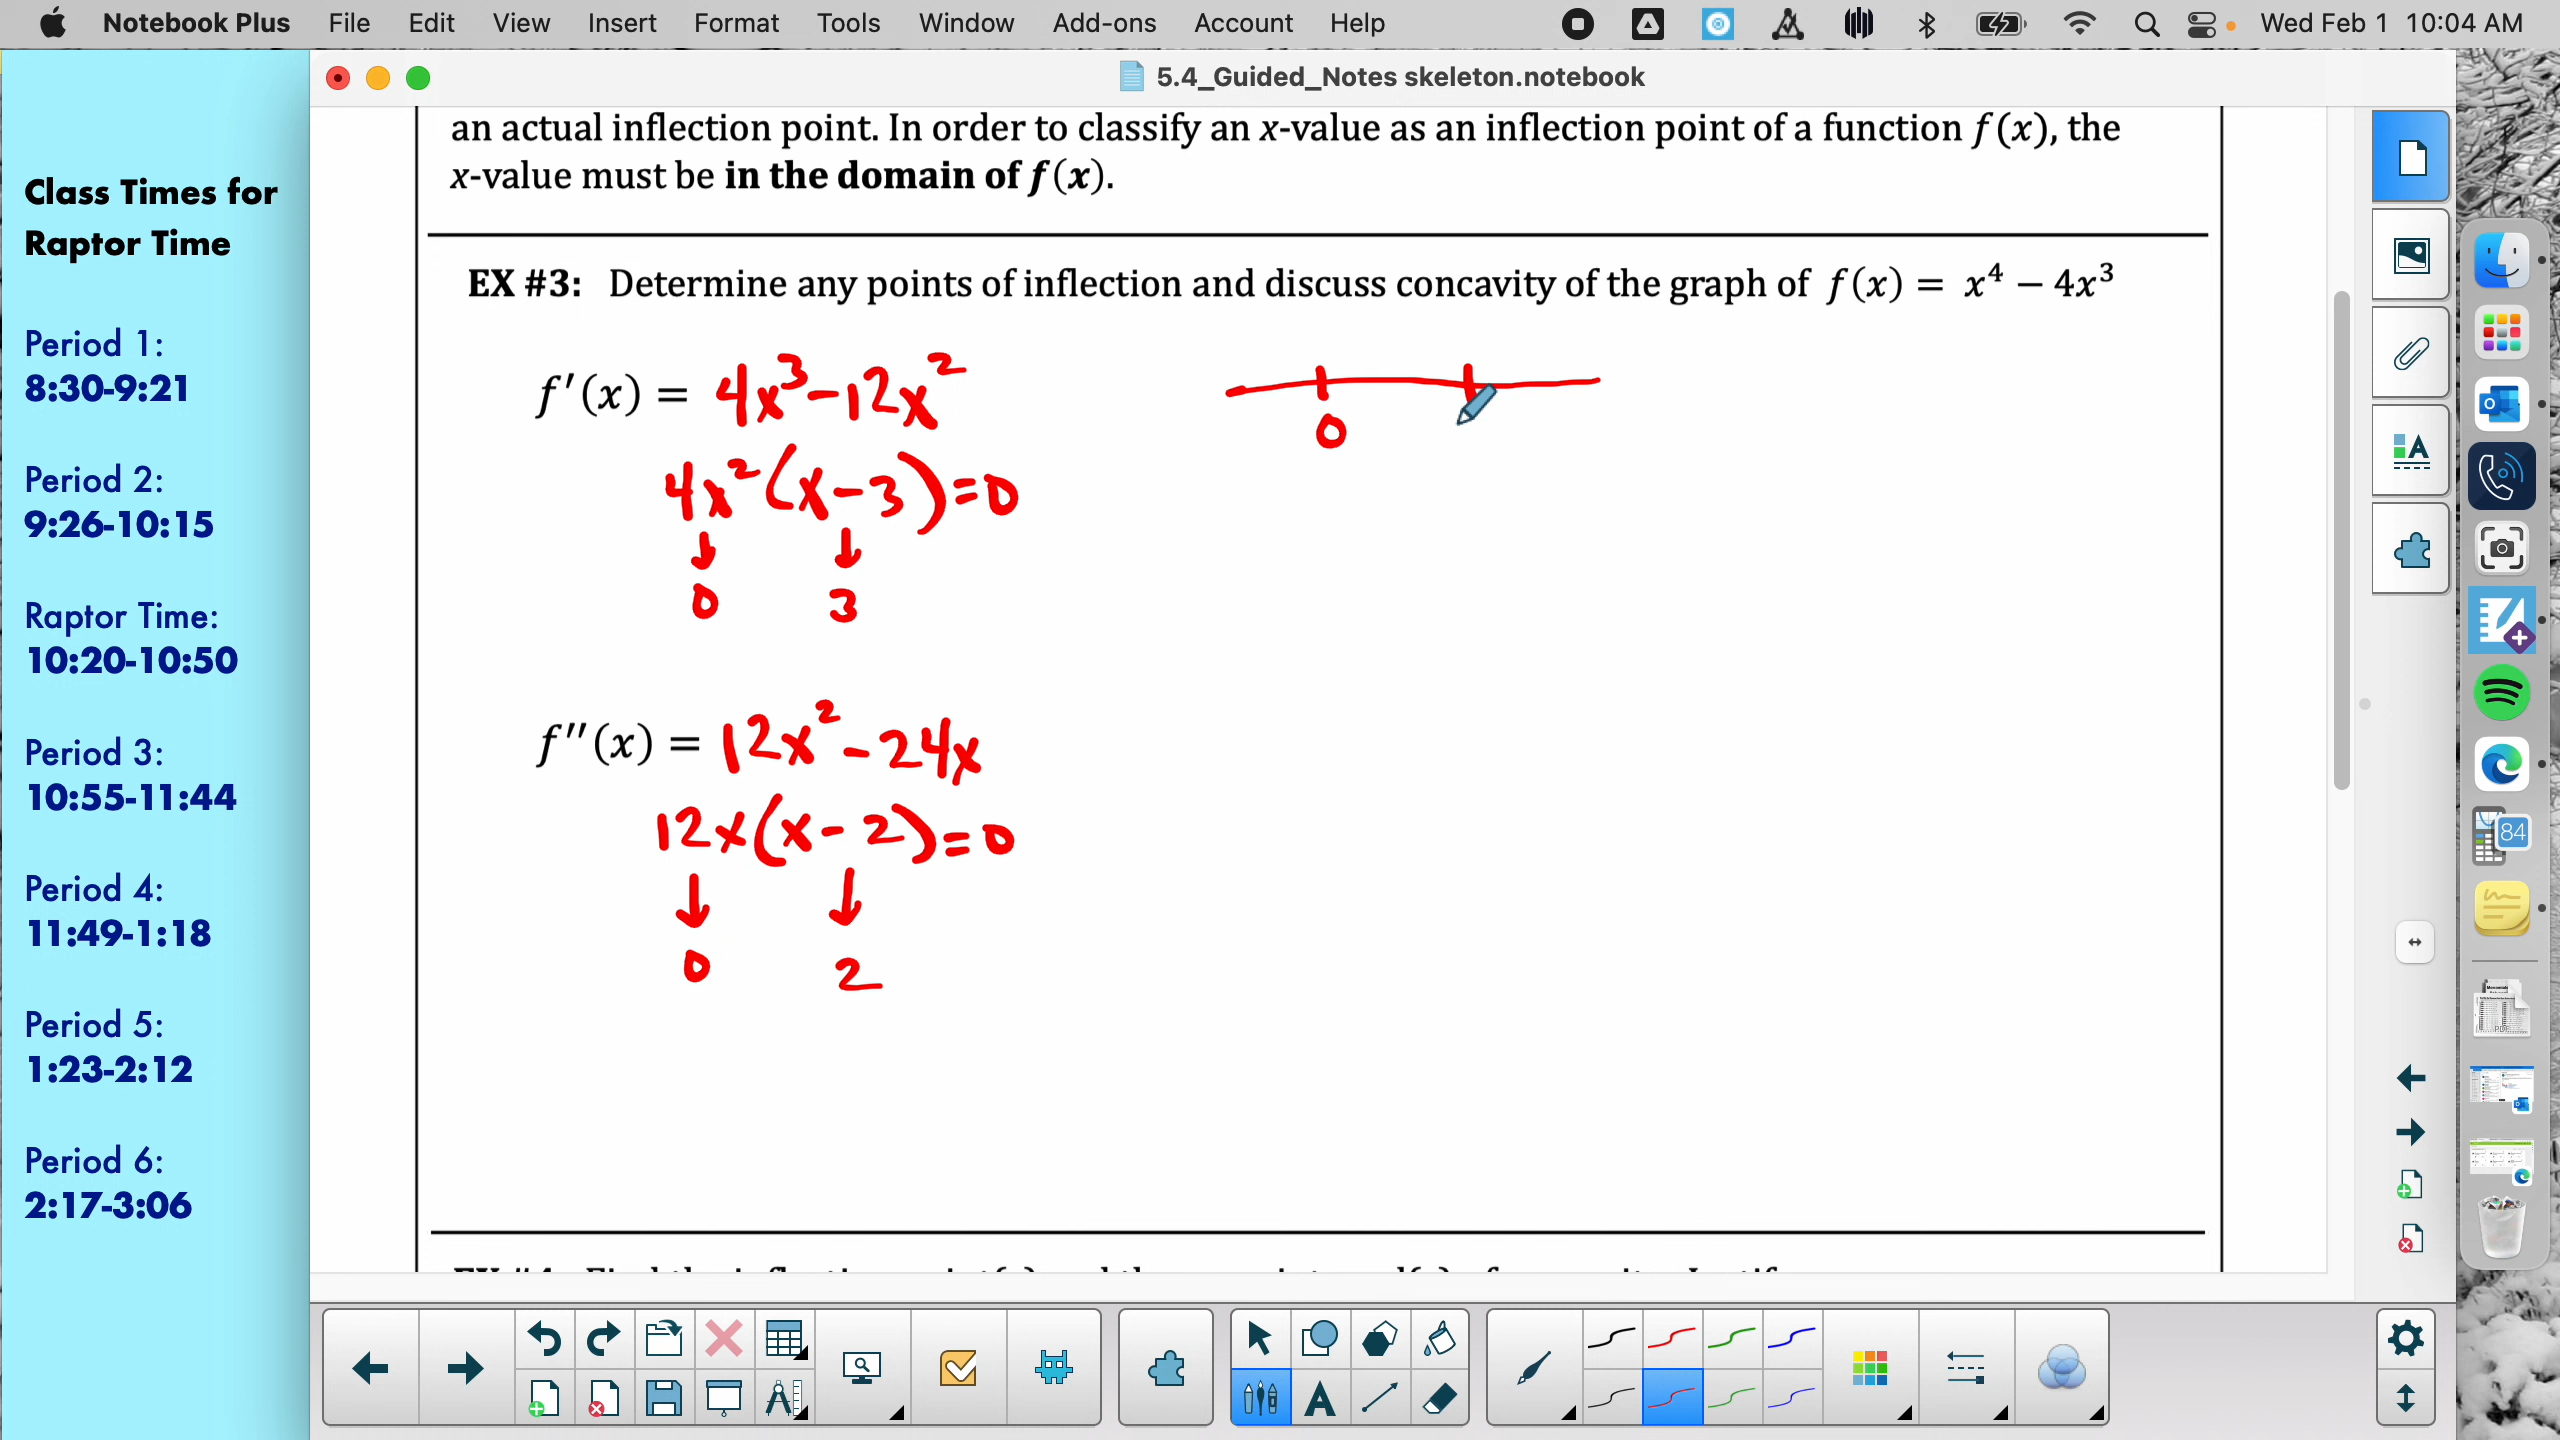 Notebook Plus File Edit View Insert Format Tools Window Add-ons Account Help Wed Feb 1 10:04 AM
5.4_Guided_Notes skeleton.notebook
Class Times for
Raptor Time
Period 1:
8:30-9:21
Period 2:
9:26-10:15
Raptor Time:
10:20-10:50
Period 3:
10:55-11:44
Period 4:
11:49-1:18
Period 5:
1:23-2:12
Period 6:
2:17-3:06
an actual inflection point. In order to classify an x-value as an inflection point of a function f(x), the
x-value must be in the domain of f(x).
EX #3: Determine any points of inflection and discuss concavity of the graph of f(x) = x⁴ − 4x³
f′(x) = 4x³-12x²
4x²(x-3)=0
0 3
f″(x) = 12x²-24x
12x(x-2)=0
0 2
0
84